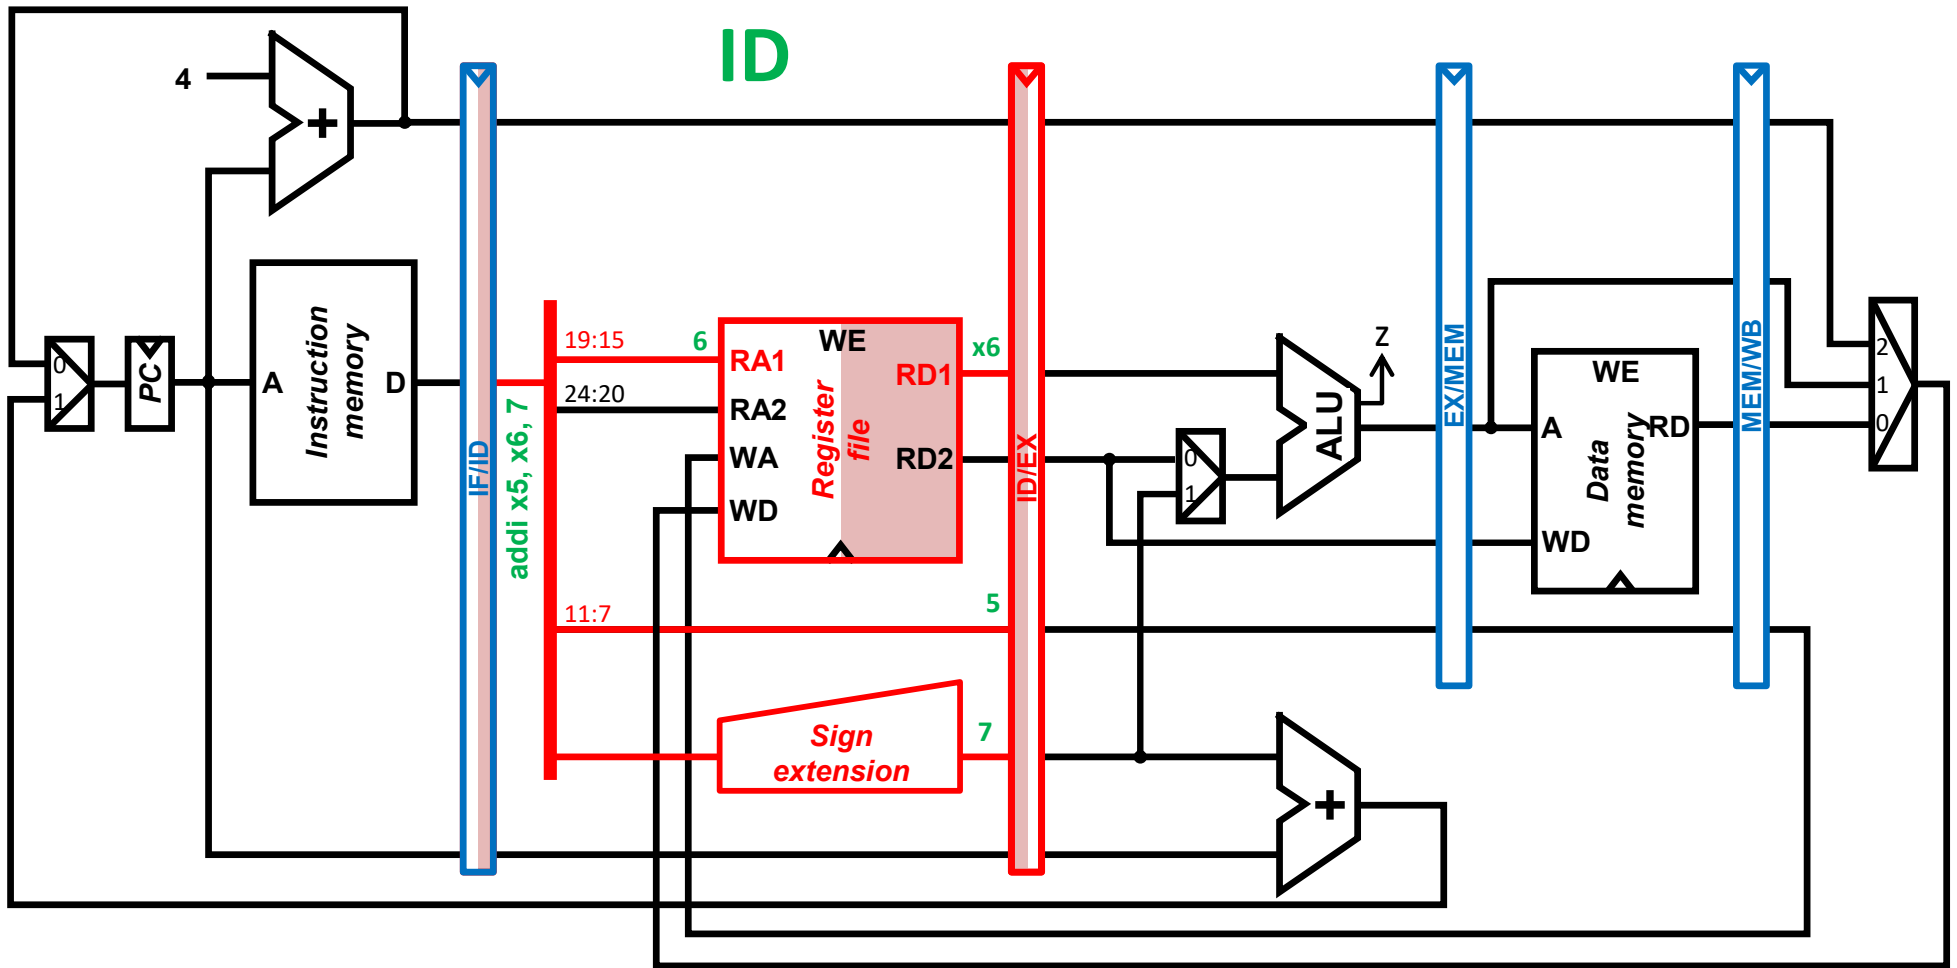 ID
4
+
IF/ID
ID/EX
EX/MEM
MEM/WB
0
1
PC
A
Instruction
memory
D
addi x5, x6, 7
19:15
6
24:20
RA1
RA2
WA
WD
WE
Register
file
RD1
RD2
x6
11:7
5
Sign
extension
7
0
1
ALU
Z
+
A
WE
Data
memory
RD
WD
2
1
0